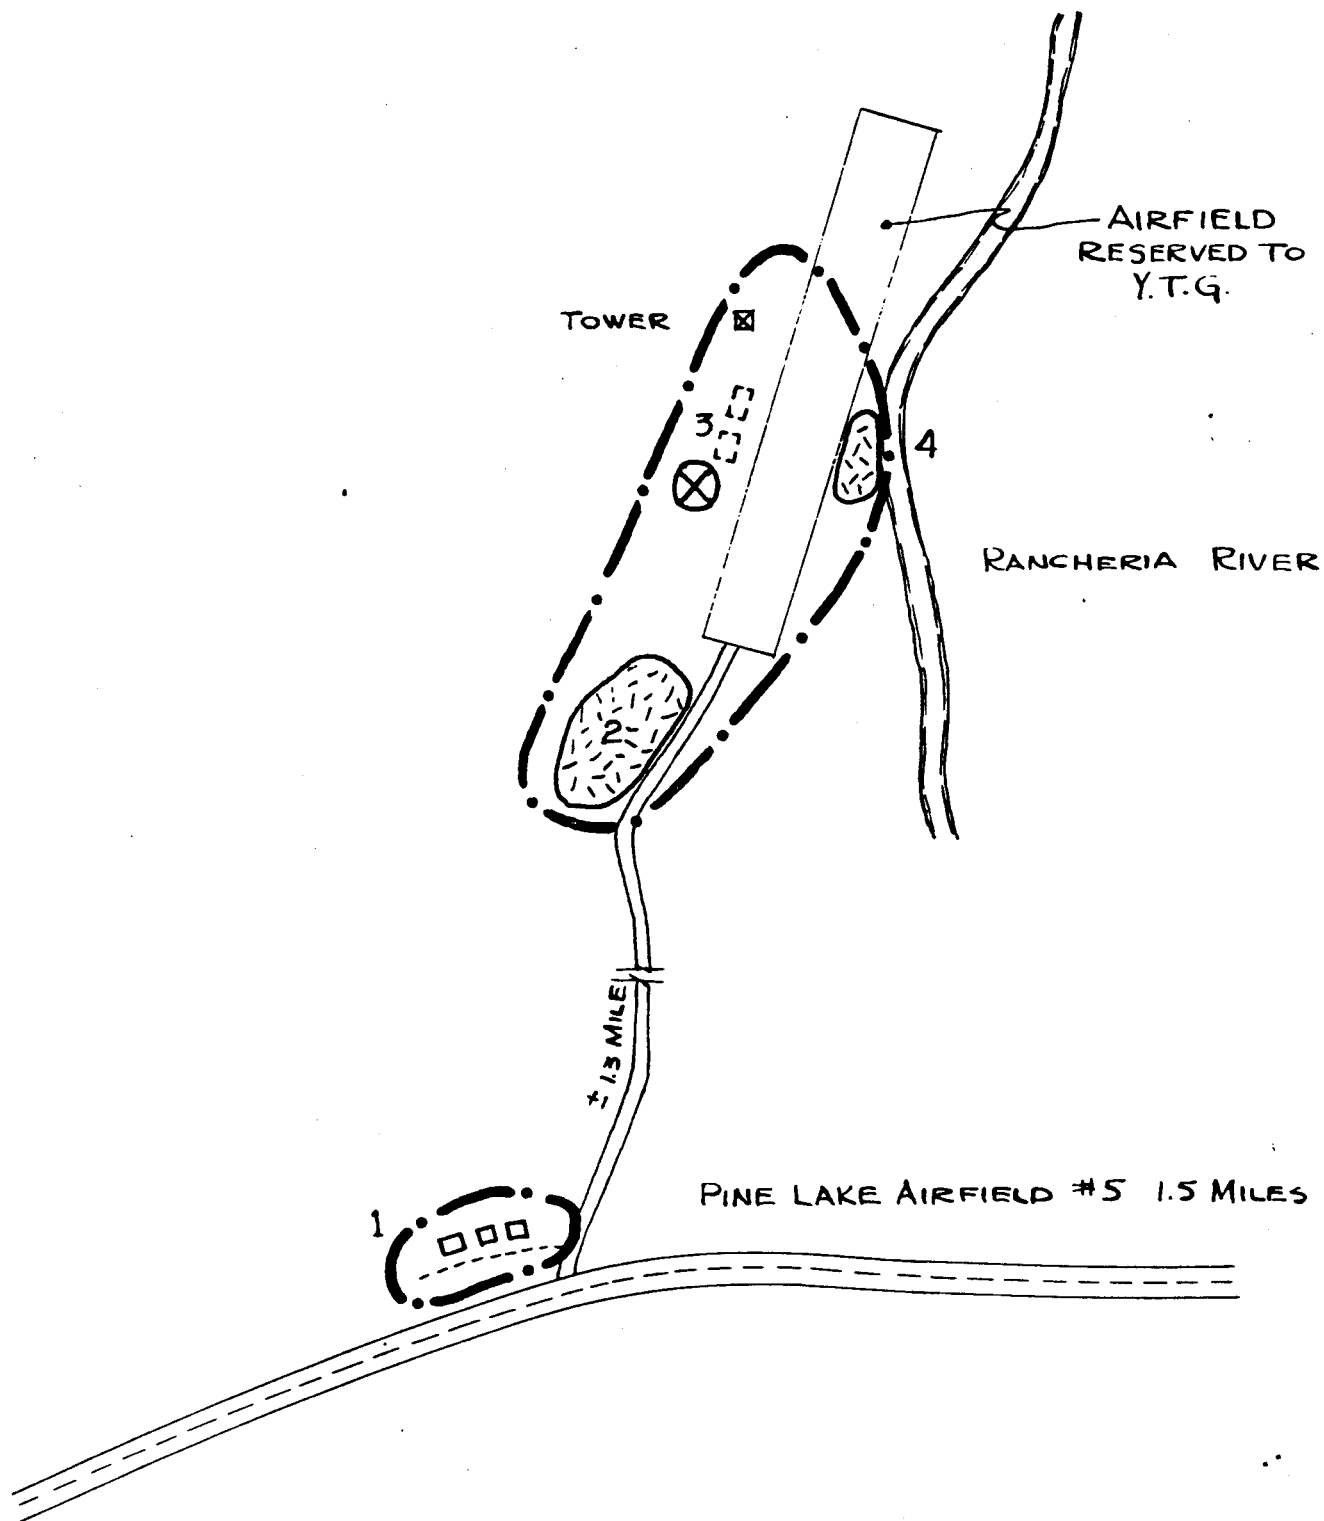 AIRFIELD
RESERVED TO
Y.T.G.
TOWER
3
4
RANCHERIA RIVER
2
± 1.3 MILE
PINE LAKE AIRFIELD #5 1.5 MILES
1